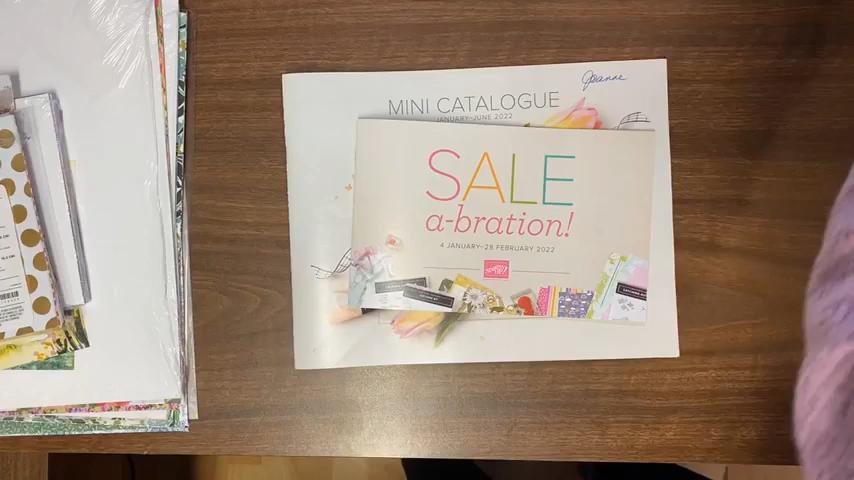 Joanne
MINI CATALOGUE
JANUARY–JUNE 2022
SALE
a-bration!
4 JANUARY–28 FEBRUARY 2022